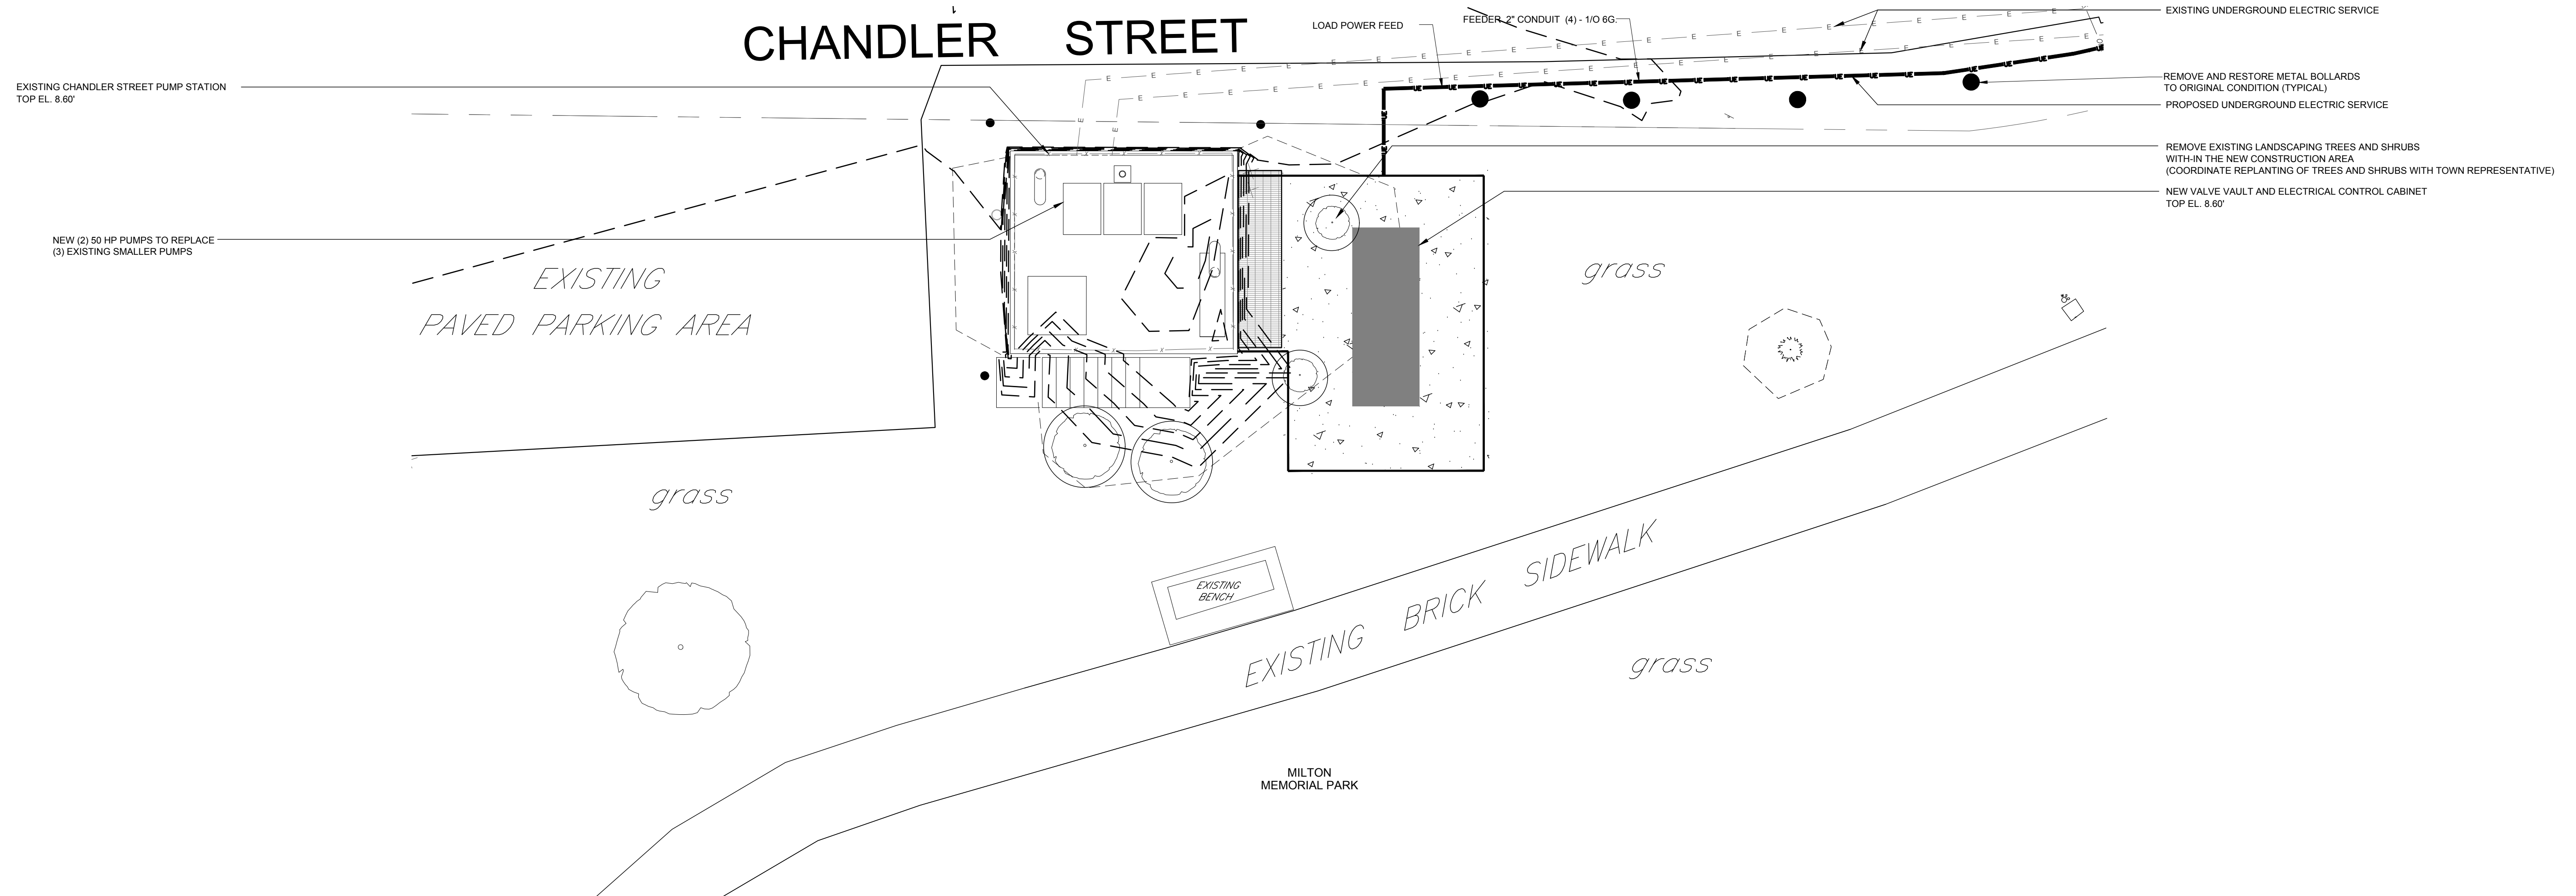 CHANDLER STREET
LOAD POWER FEED
FEEDER 2" CONDUIT (4) - 1/O 6G.
EXISTING UNDERGROUND ELECTRIC SERVICE
EXISTING CHANDLER STREET PUMP STATION
TOP EL. 8.60'
REMOVE AND RESTORE METAL BOLLARDS
TO ORIGINAL CONDITION (TYPICAL)
PROPOSED UNDERGROUND ELECTRIC SERVICE
REMOVE EXISTING LANDSCAPING TREES AND SHRUBS
WITH-IN THE NEW CONSTRUCTION AREA
(COORDINATE REPLANTING OF TREES AND SHRUBS WITH TOWN REPRESENTATIVE)
NEW VALVE VAULT AND ELECTRICAL CONTROL CABINET
TOP EL. 8.60'
NEW (2) 50 HP PUMPS TO REPLACE
(3) EXISTING SMALLER PUMPS
EXISTING
PAVED PARKING AREA
grass
grass
EXISTING
BENCH
EXISTING BRICK SIDEWALK
grass
MILTON
MEMORIAL PARK